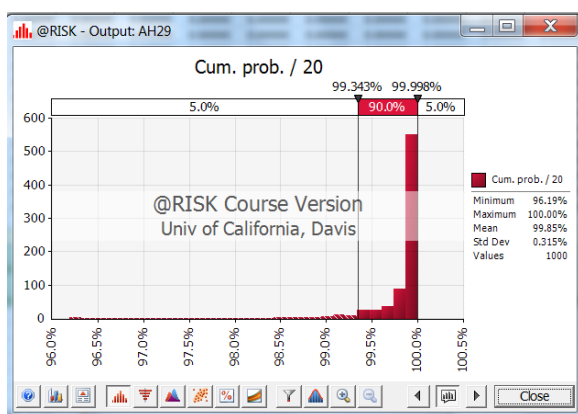 @RISK - Output: AH29
Cum. prob. / 20
99.343% 99.998%
5.0% 90.0% 5.0%
600
500
400
300
200
100
0
@RISK Course Version
Univ of California, Davis
96.0% 96.5% 97.0% 97.5% 98.0% 98.5% 99.0% 99.5% 100.0% 100.5%
Cum. prob. / 20
Minimum 96.19%
Maximum 100.00%
Mean 99.85%
Std Dev 0.315%
Values 1000
Close